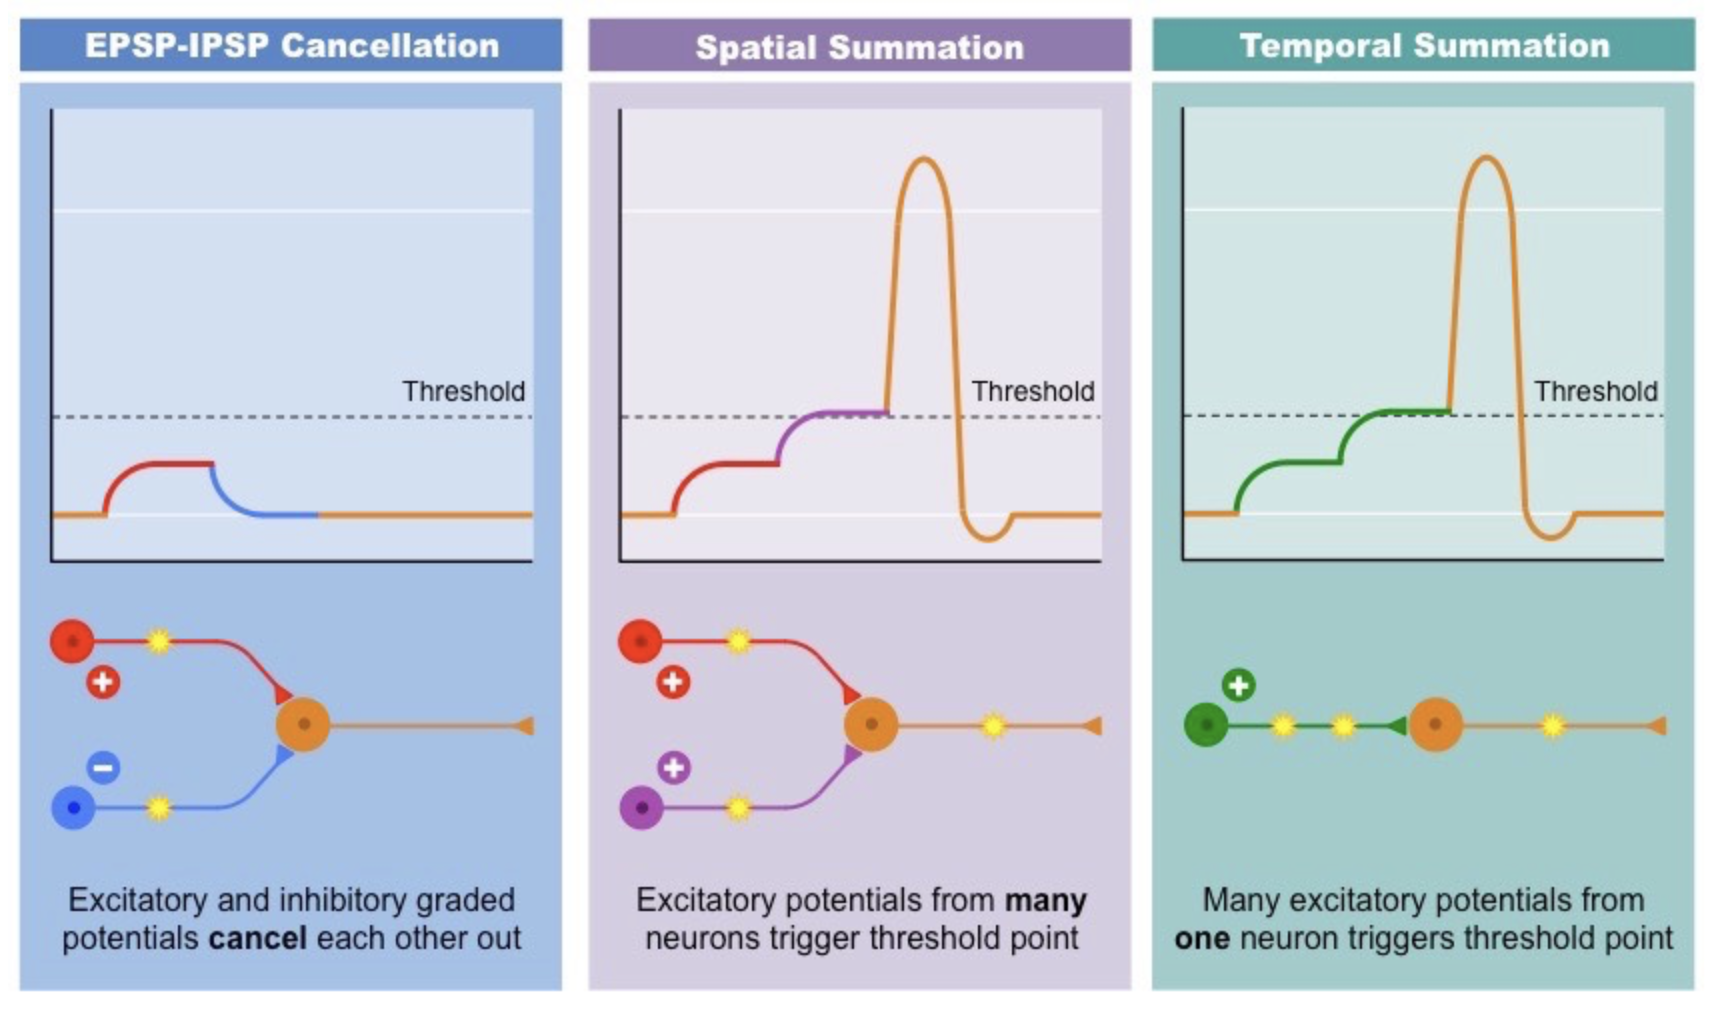 EPSP-IPSP Cancellation
Threshold
+
−
Excitatory and inhibitory graded
potentials cancel each other out
Spatial Summation
Threshold
+
+
Excitatory potentials from many
neurons trigger threshold point
Temporal Summation
Threshold
+
Many excitatory potentials from
one neuron triggers threshold point